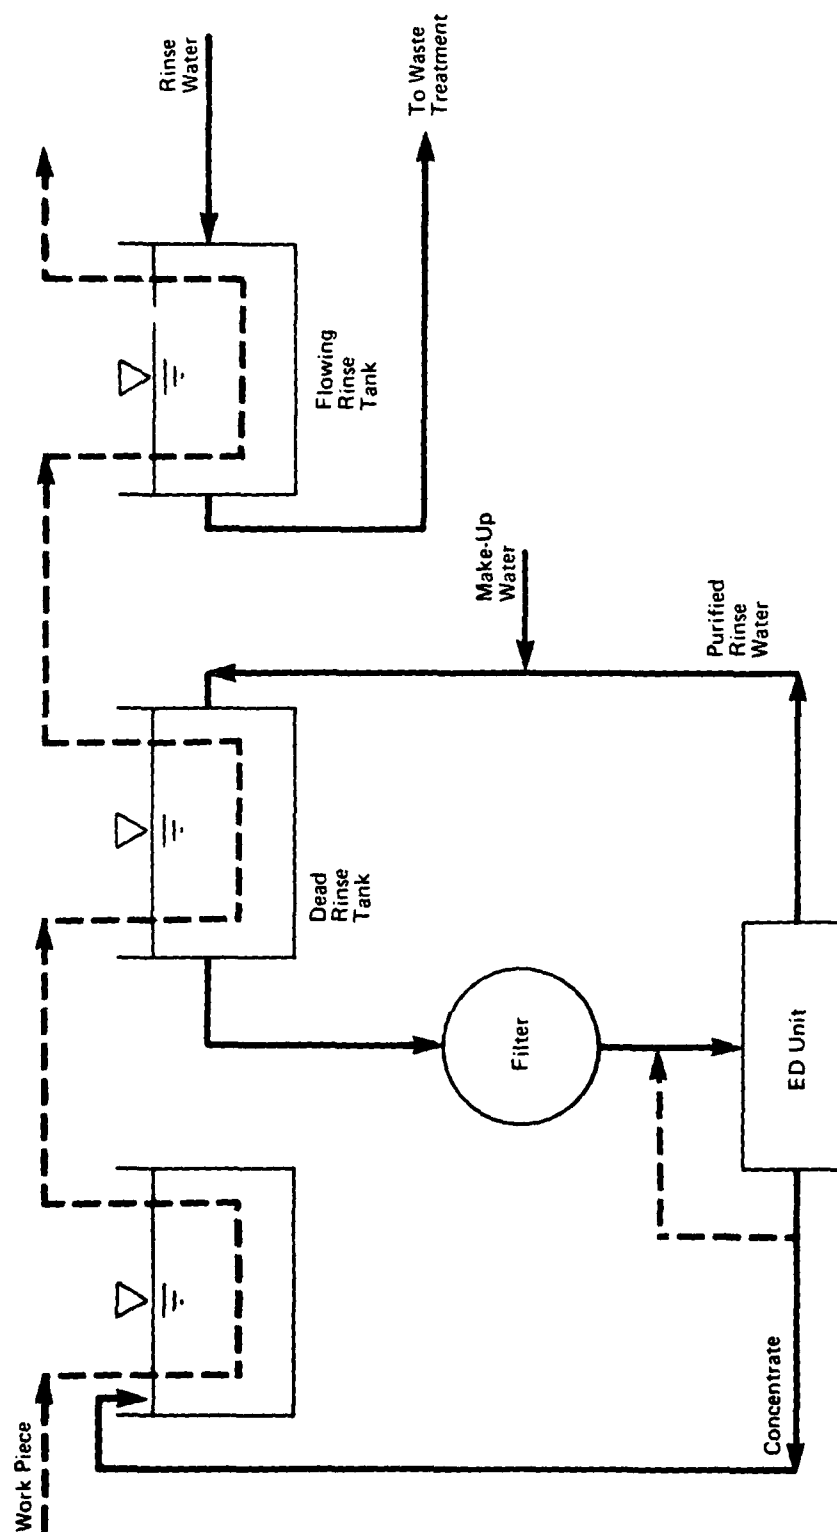 Work Piece
Concentrate
ED Unit
Filter
Dead
Rinse
Tank
Purified
Rinse
Water
Make-Up
Water
Flowing
Rinse
Tank
Rinse
Water
To Waste
Treatment